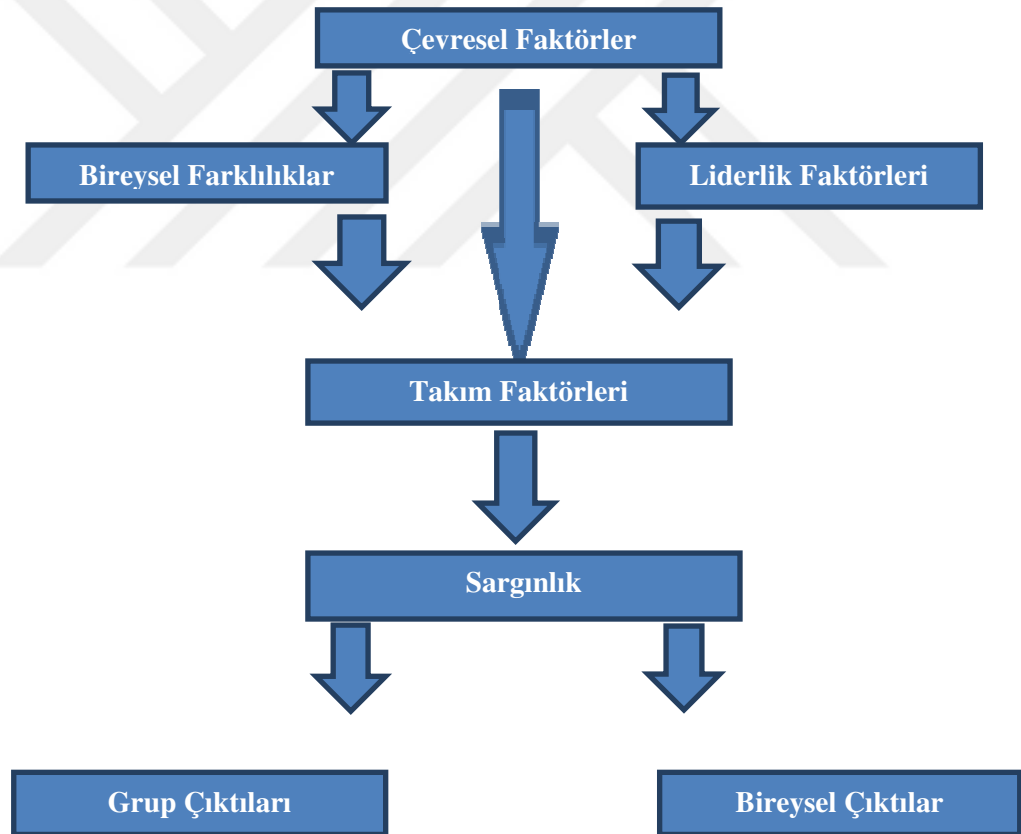 Çevresel Faktörler
Bireysel Farklılıklar
Liderlik Faktörleri
Takım Faktörleri
Sargınlık
Grup Çıktıları
Bireysel Çıktılar